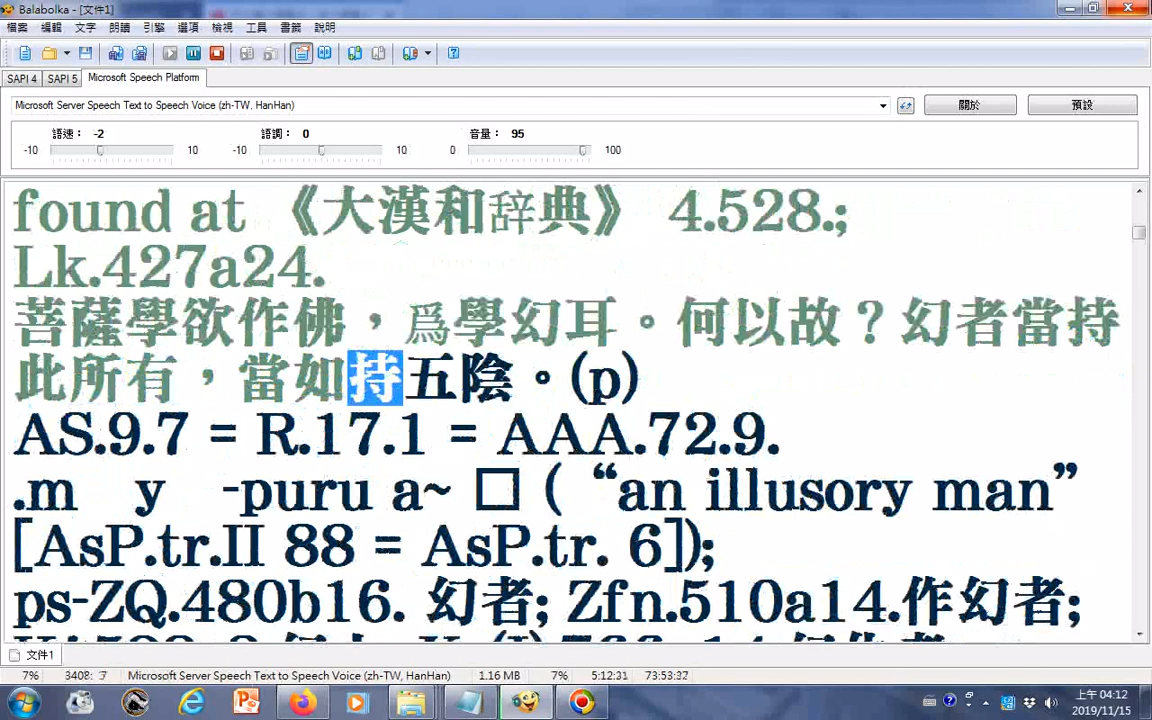 Balabolka - [文件1]
檔案 編輯 文字 朗讀 引擎 選項 檢視 工具 書籤 說明
SAPI 4 SAPI 5 Microsoft Speech Platform
Microsoft Server Speech Text to Speech Voice (zh-TW, HanHan) 關於 預設
語速： -2 語調： 0 音量： 95
-10 10 -10 10 0 100
found at 《大漢和辞典》 4.528.;
Lk.427a24.
菩薩學欲作佛，爲學幻耳。何以故？幻者當持
此所有，當如持五陰。(p)
AS.9.7 = R.17.1 = AAA.72.9.
.m y -puru a~ □ ( “an illusory man”
[AsP.tr.II 88 = AsP.tr. 6]);
ps-ZQ.480b16. 幻者; Zfn.510a14.作幻者;
文件1
7% Microsoft Server Speech Text to Speech Voice (zh-TW, HanHan) 1.16 MB 7% 5:12:31 73:53:37
上午 04:12
2019/11/15